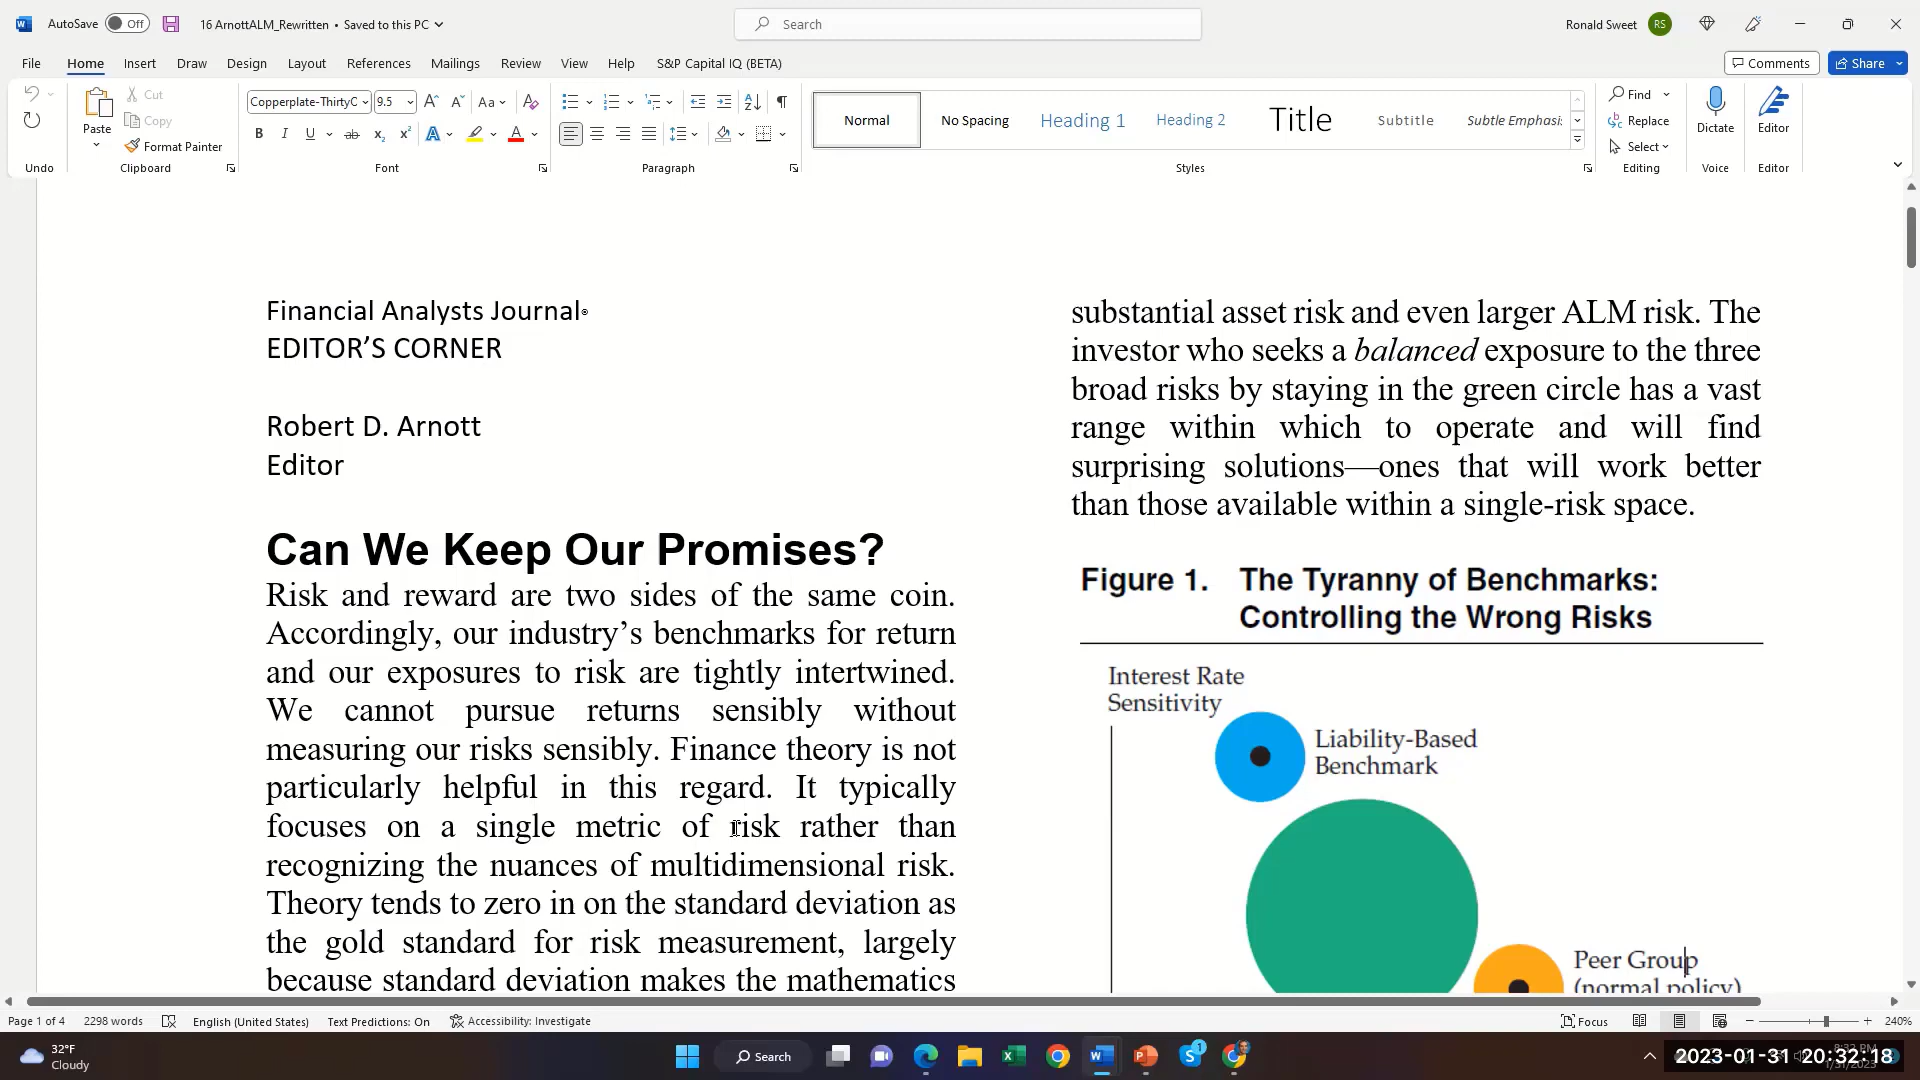 AutoSave Off 16 ArnottALM_Rewritten • Saved to this PC Search Ronald Sweet RS
File Home Insert Draw Design Layout References Mailings Review View Help S&P Capital IQ (BETA) Comments Share
Paste Cut Copy Format Painter
Copperplate-ThirtyC 9.5
Normal No Spacing Heading 1 Heading 2 Title Subtitle Subtle Emphasi
Find Replace Select Dictate Editor
Undo Clipboard Font Paragraph Styles Editing Voice Editor
Financial Analysts Journal®
EDITOR’S CORNER
Robert D. Arnott
Editor
Can We Keep Our Promises?
Risk and reward are two sides of the same coin.
Accordingly, our industry’s benchmarks for return
and our exposures to risk are tightly intertwined.
We cannot pursue returns sensibly without
measuring our risks sensibly. Finance theory is not
particularly helpful in this regard. It typically
focuses on a single metric of risk rather than
recognizing the nuances of multidimensional risk.
Theory tends to zero in on the standard deviation as
the gold standard for risk measurement, largely
because standard deviation makes the mathematics
substantial asset risk and even larger ALM risk. The
investor who seeks a balanced exposure to the three
broad risks by staying in the green circle has a vast
range within which to operate and will find
surprising solutions—ones that will work better
than those available within a single-risk space.
Figure 1. The Tyranny of Benchmarks:
Controlling the Wrong Risks
Interest Rate
Sensitivity
Liability-Based
Benchmark
Peer Group
(normal policy)
Page 1 of 4 2298 words English (United States) Text Predictions: On Accessibility: Investigate Focus 240%
32°F
Cloudy
Search
2023-01-31 20:32:18